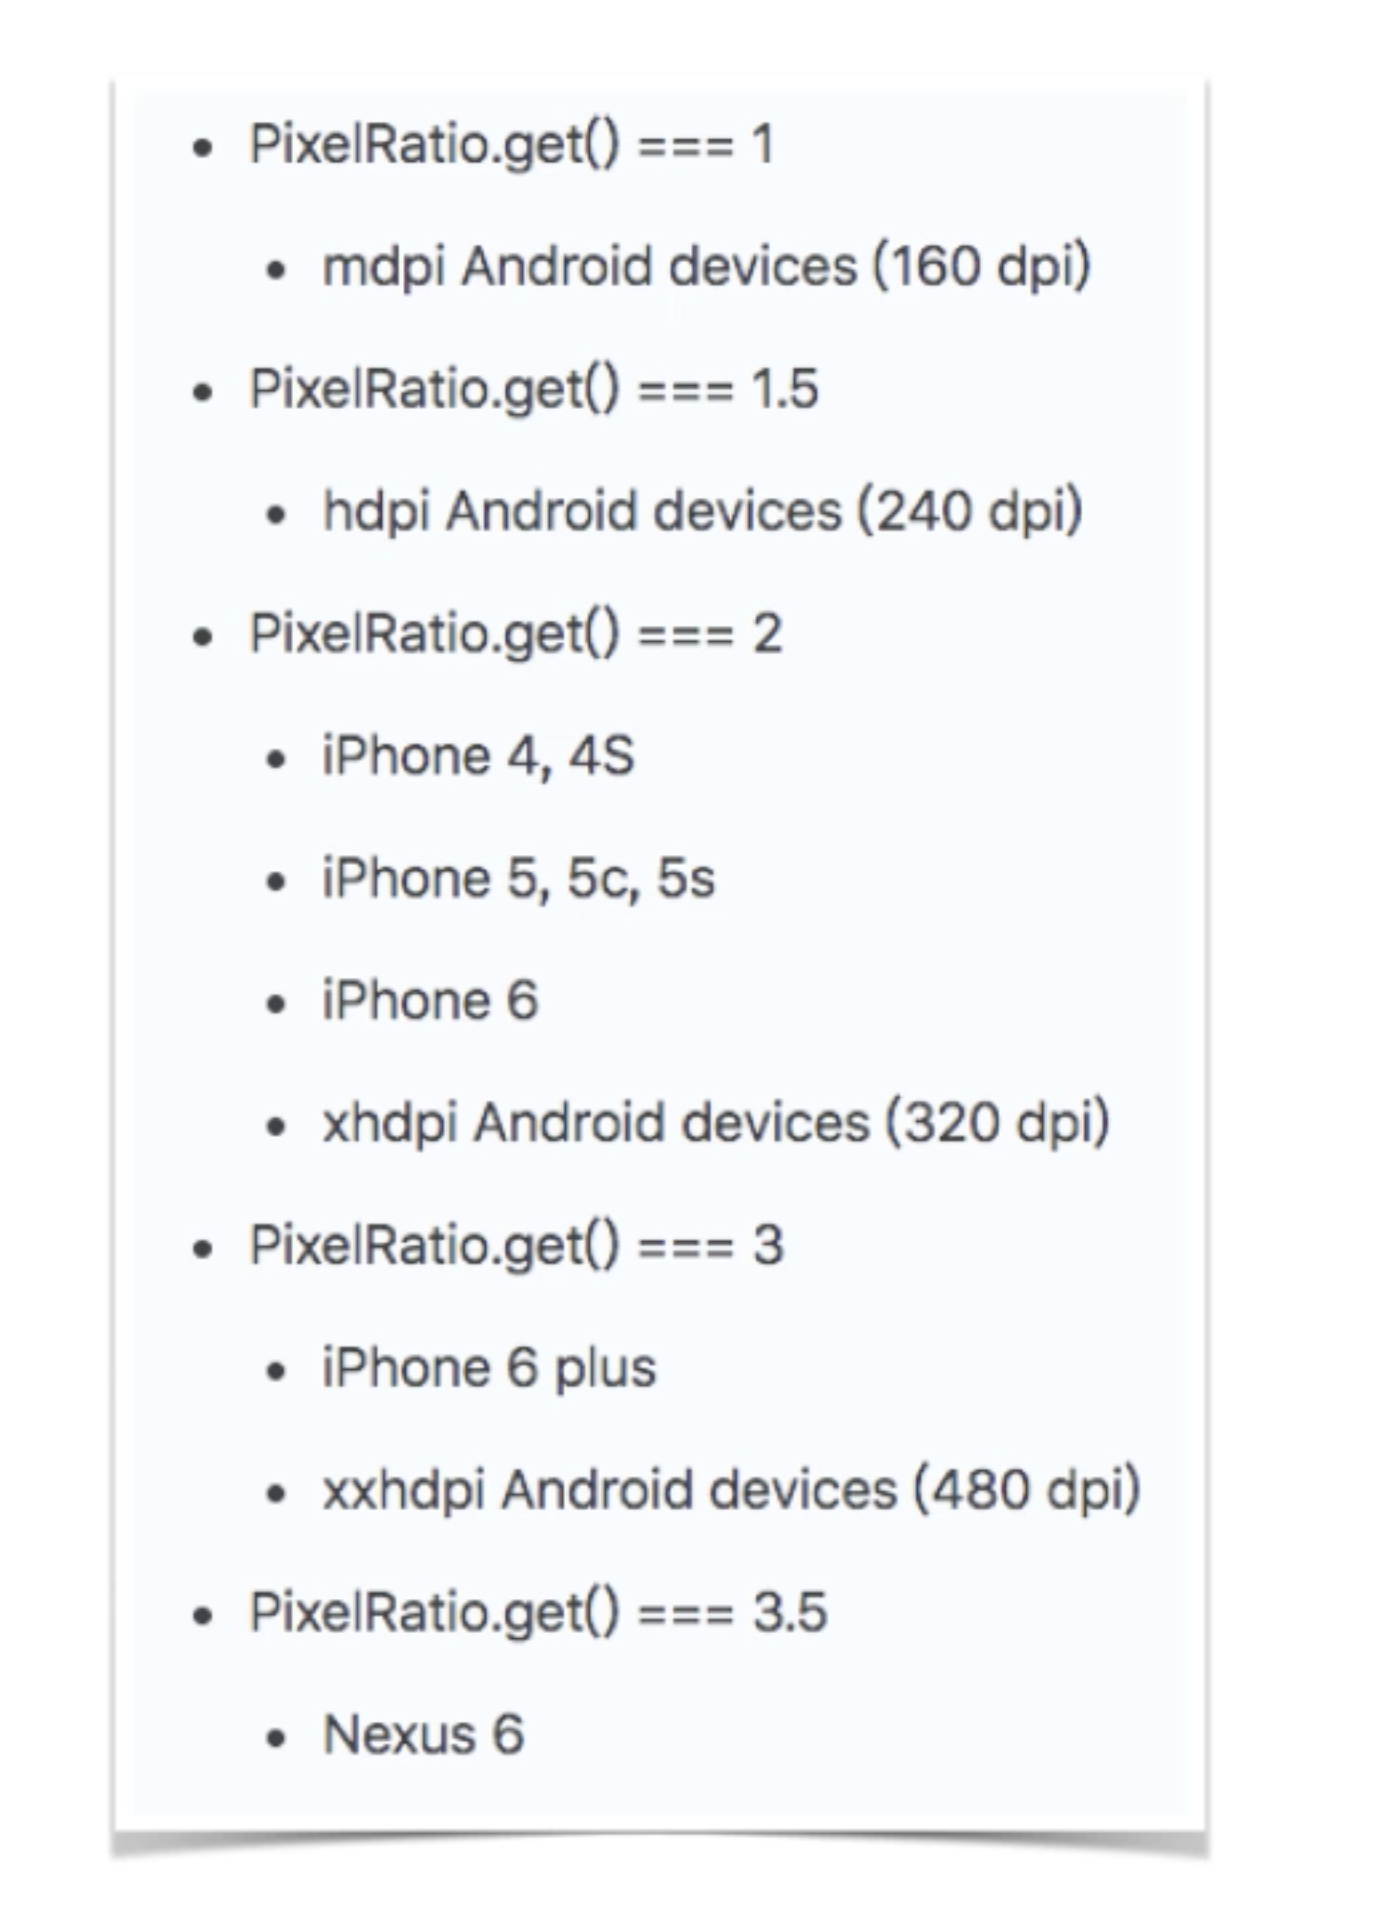 • PixelRatio.get() === 1
• mdpi Android devices (160 dpi)
• PixelRatio.get() === 1.5
• hdpi Android devices (240 dpi)
• PixelRatio.get() === 2
• iPhone 4, 4S
• iPhone 5, 5c, 5s
• iPhone 6
• xhdpi Android devices (320 dpi)
• PixelRatio.get() === 3
• iPhone 6 plus
• xxhdpi Android devices (480 dpi)
• PixelRatio.get() === 3.5
• Nexus 6